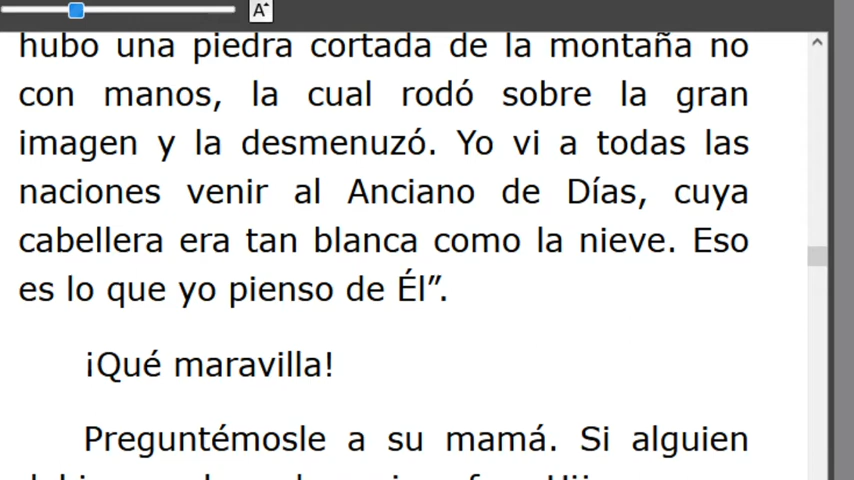 A
hubo una piedra cortada de la montaña no
con manos, la cual rodó sobre la gran
imagen y la desmenuzó. Yo vi a todas las
naciones venir al Anciano de Días, cuya
cabellera era tan blanca como la nieve. Eso
es lo que yo pienso de Él”.
¡Qué maravilla!
Preguntémosle a su mamá. Si alguien